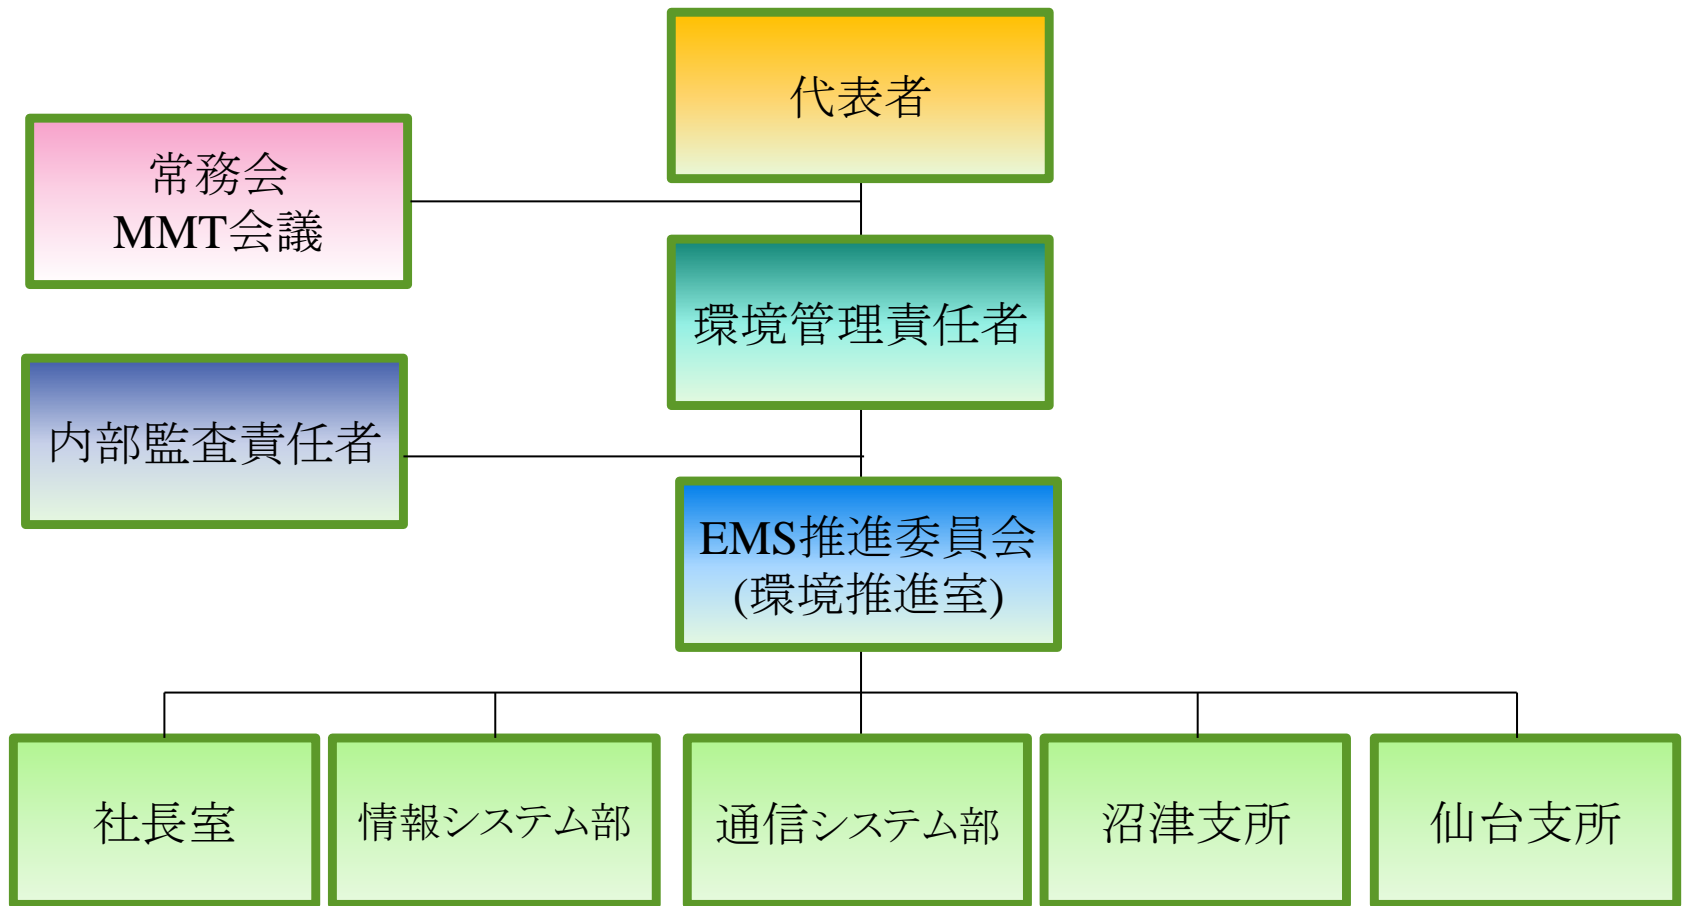 代表者
常務会
MMT会議
環境管理責任者
内部監査責任者
EMS推進委員会
(環境推進室)
社長室
情報システム部
通信システム部
沼津支所
仙台支所